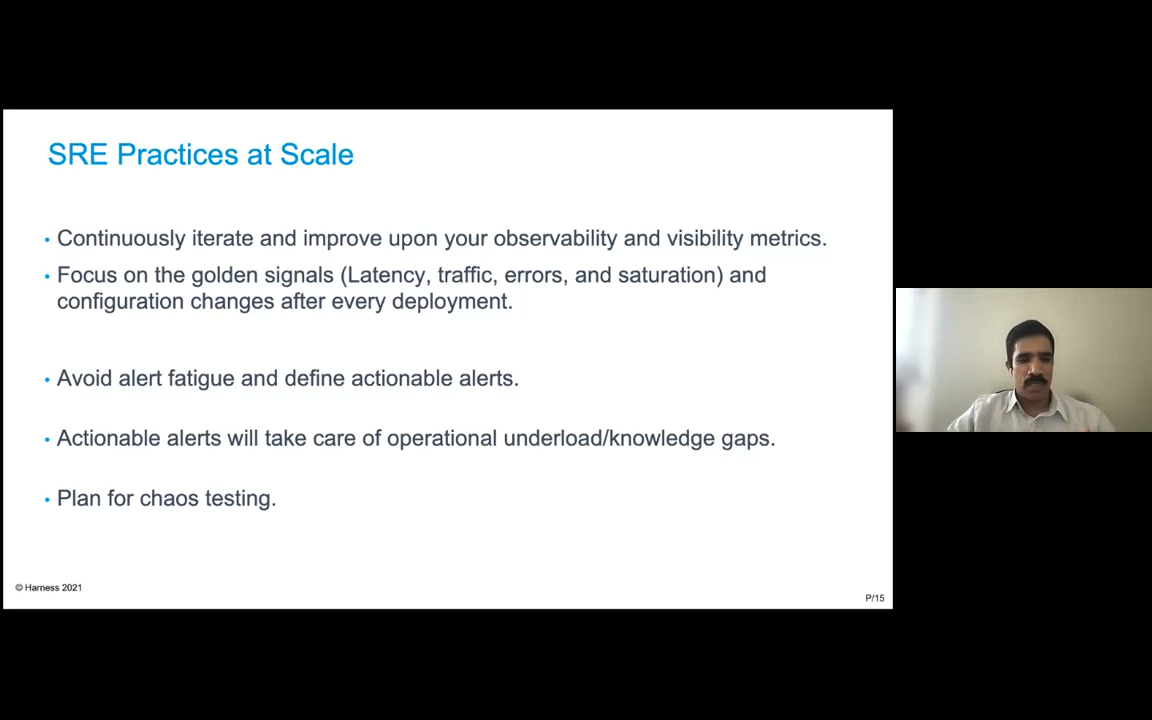 SRE Practices at Scale
• Continuously iterate and improve upon your observability and visibility metrics.
• Focus on the golden signals (Latency, traffic, errors, and saturation) and
configuration changes after every deployment.
• Avoid alert fatigue and define actionable alerts.
• Actionable alerts will take care of operational underload/knowledge gaps.
• Plan for chaos testing.
© Harness 2021
P/15